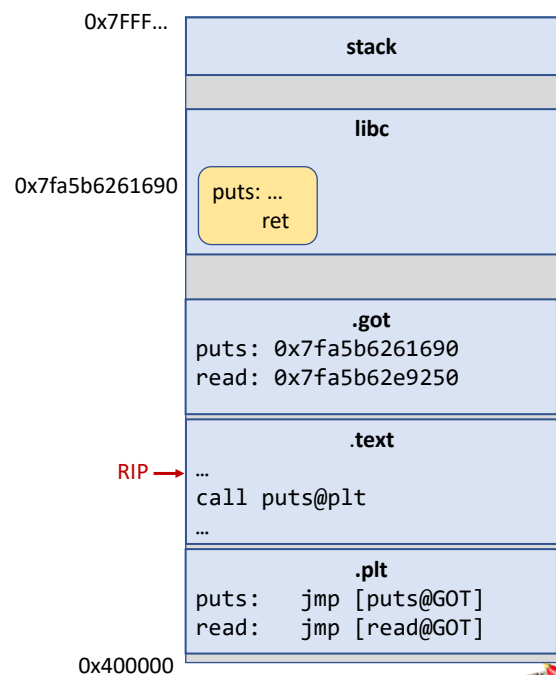 0x7FFF...
stack
libc
0x7fa5b6261690
puts: …
ret
.got
puts: 0x7fa5b6261690
read: 0x7fa5b62e9250
.text
RIP
…
call puts@plt
…
.plt
puts: jmp [puts@GOT]
read: jmp [read@GOT]
0x400000